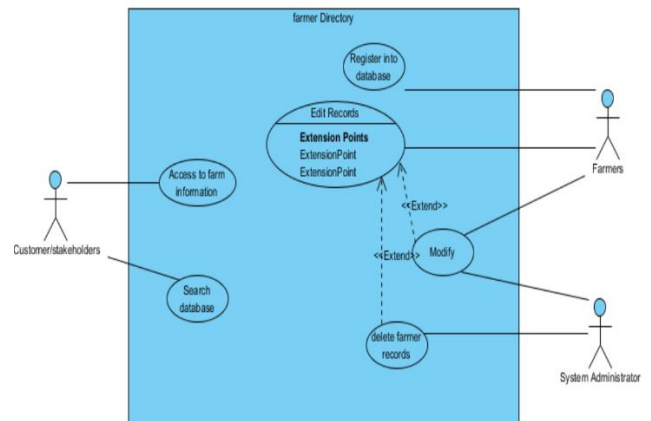 farmer Directory
Register into
database
Edit Records
Extension Points
ExtensionPoint
ExtensionPoint
Access to farm
information
Farmers
<<Extend>>
Customer/stakeholders
Modify
<<Extend>>
Search
database
delete farmer
records
System Administrator